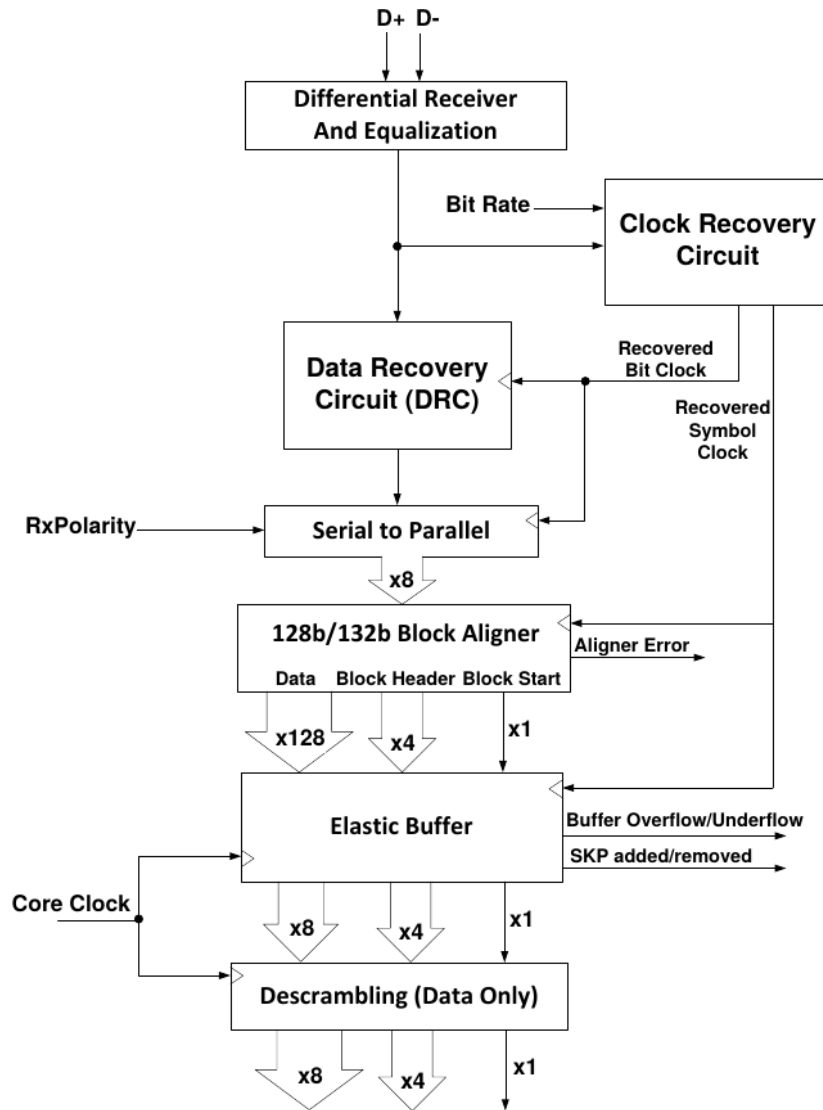 D+ D-
Differential Receiver
And Equalization
Bit Rate
Clock Recovery
Circuit
Data Recovery
Circuit (DRC)
Recovered
Bit Clock
Recovered
Symbol
Clock
RxPolarity
Serial to Parallel
x8
128b/132b Block Aligner
Aligner Error
Data Block Header Block Start
x128
x4
x1
Elastic Buffer
Buffer Overflow/Underflow
SKP added/removed
Core Clock
x8
x4
x1
Descrambling (Data Only)
x8
x4
x1